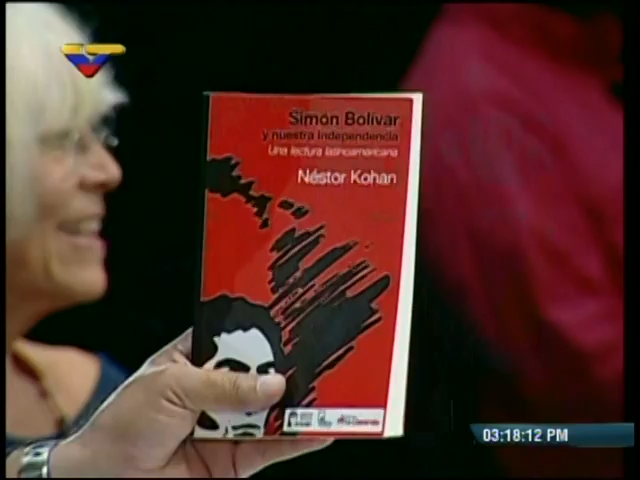 Simón Bolívar
y nuestra independencia
Una lectura latinoamericana
Néstor Kohan
03:18:12 PM